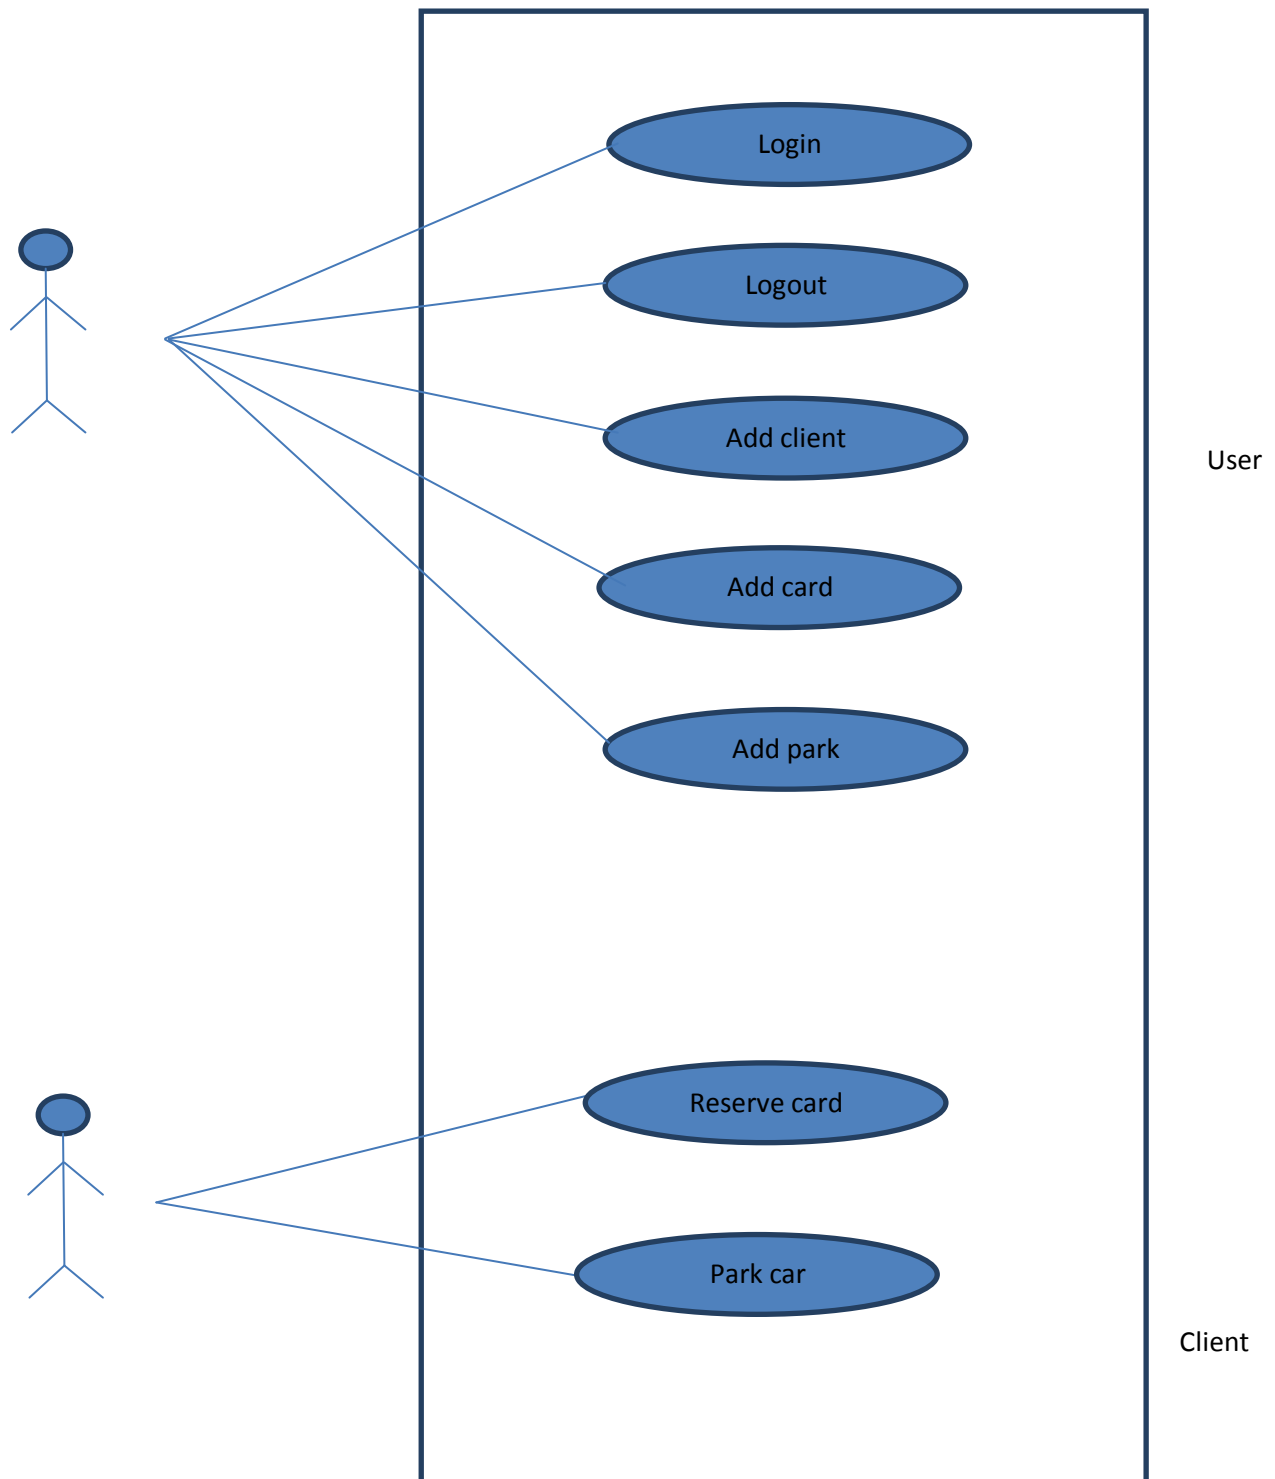 Login
Logout
Add client
User
Add card
Add park
Reserve card
Park car
Client